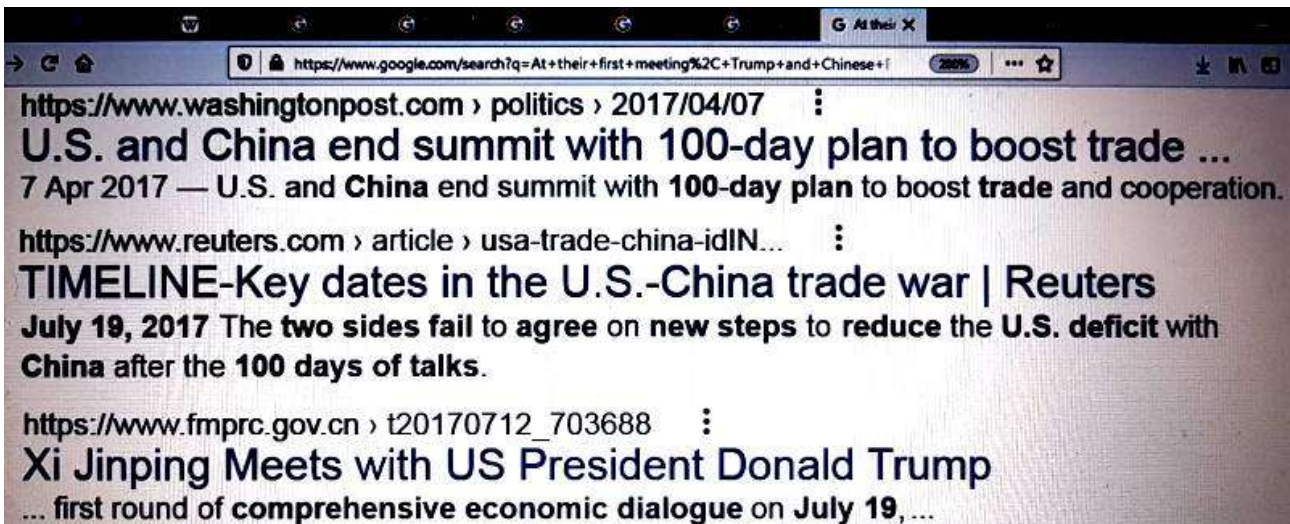 G At their
https://www.google.com/search?q=At+their+first+meeting%2C+Trump+and+Chinese+
200%
https://www.washingtonpost.com › politics › 2017/04/07
U.S. and China end summit with 100-day plan to boost trade ...
7 Apr 2017 — U.S. and China end summit with 100-day plan to boost trade and cooperation.
https://www.reuters.com › article › usa-trade-china-idIN...
TIMELINE-Key dates in the U.S.-China trade war | Reuters
July 19, 2017 The two sides fail to agree on new steps to reduce the U.S. deficit with
China after the 100 days of talks.
https://www.fmprc.gov.cn › t20170712_703688
Xi Jinping Meets with US President Donald Trump
... first round of comprehensive economic dialogue on July 19, ...